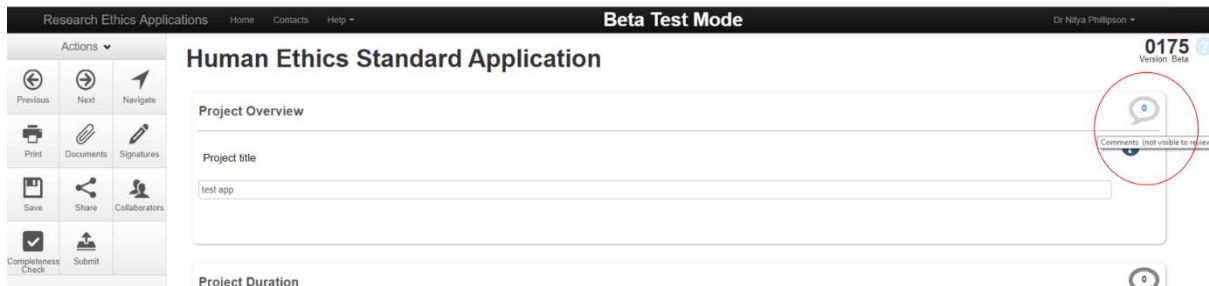 Research Ethics Applications Home Contacts Help Beta Test Mode Dr Nitya Phillipson
Actions
Human Ethics Standard Application
0175
Version: Beta
Previous Next Navigate
Project Overview
0
Comments (not visible to
Print Documents Signatures
Project title
test app
Save Share Collaborators
Completeness
Check
Submit
Project Duration
0